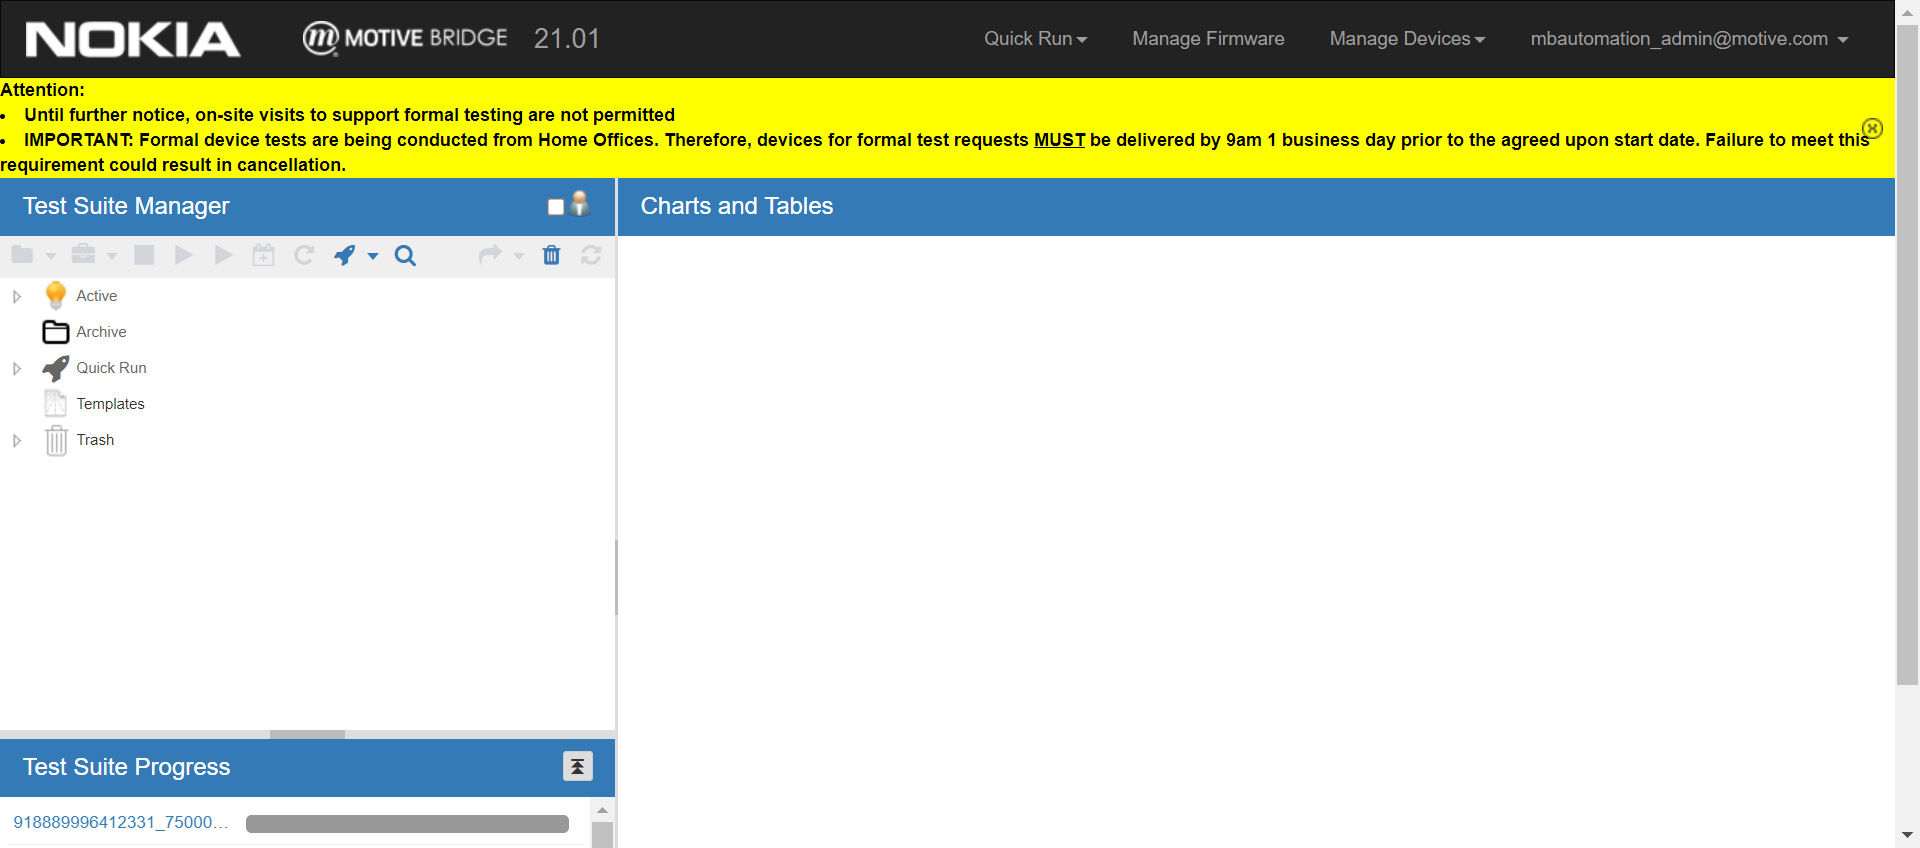 NOKIA
MOTIVE BRIDGE 21.01
Quick Run
Manage Firmware
Manage Devices
mbautomation_admin@motive.com
Attention:
• Until further notice, on-site visits to support formal testing are not permitted
• IMPORTANT: Formal device tests are being conducted from Home Offices. Therefore, devices for formal test requests MUST be delivered by 9am 1 business day prior to the agreed upon start date. Failure to meet this
requirement could result in cancellation.
Test Suite Manager
Charts and Tables
Active
Archive
Quick Run
Templates
Trash
Test Suite Progress
918889996412331_75000...